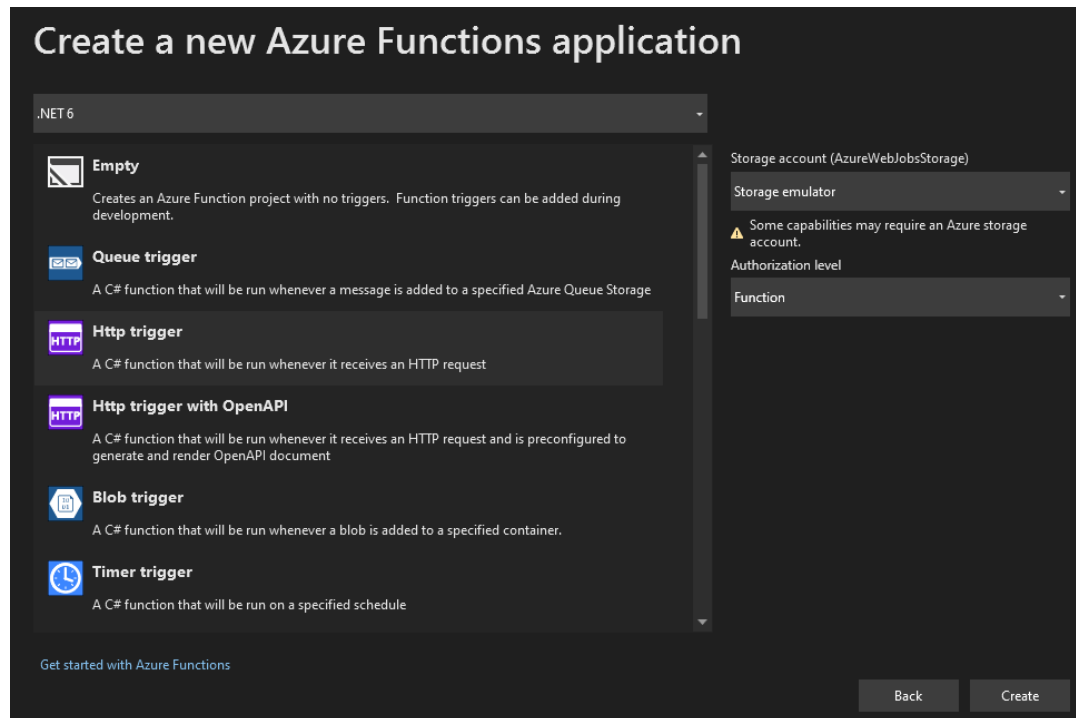 Create a new Azure Functions application
.NET 6
Empty
Creates an Azure Function project with no triggers. Function triggers can be added during
development.
Queue trigger
A C# function that will be run whenever a message is added to a specified Azure Queue Storage
HTTP
Http trigger
A C# function that will be run whenever it receives an HTTP request
HTTP
Http trigger with OpenAPI
A C# function that will be run whenever it receives an HTTP request and is preconfigured to
generate and render OpenAPI document
Blob trigger
A C# function that will be run whenever a blob is added to a specified container.
Timer trigger
A C# function that will be run on a specified schedule
Storage account (AzureWebJobsStorage)
Storage emulator
Some capabilities may require an Azure storage
account.
Authorization level
Function
Get started with Azure Functions
Back
Create